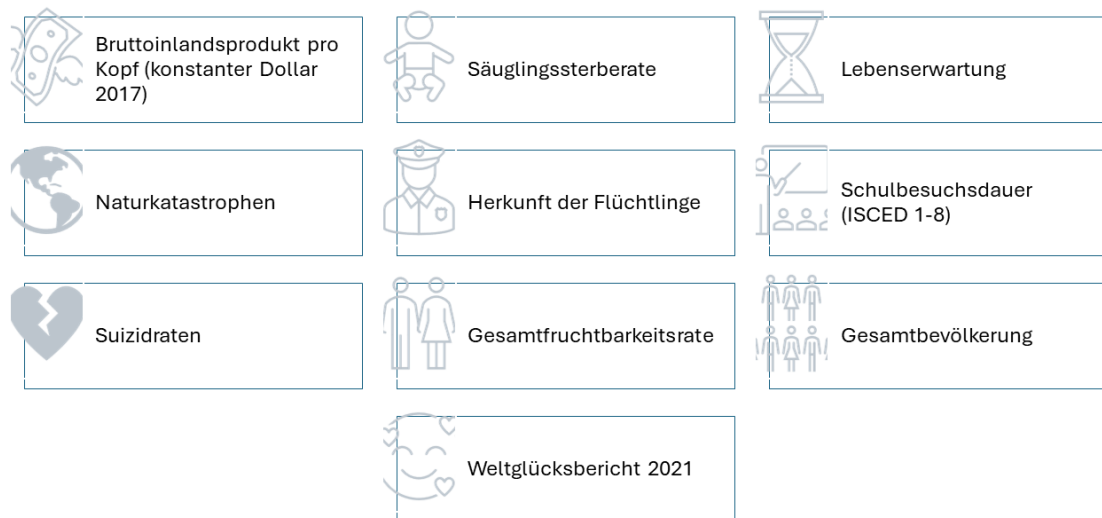 Bruttoinlandsprodukt pro
Kopf (konstanter Dollar
2017)
Säuglingssterberate
Lebenserwartung
Naturkatastrophen
Herkunft der Flüchtlinge
Schulbesuchsdauer
(ISCED 1-8)
Suizidraten
Gesamtfruchtbarkeitsrate
Gesamtbevölkerung
Weltglücksbericht 2021